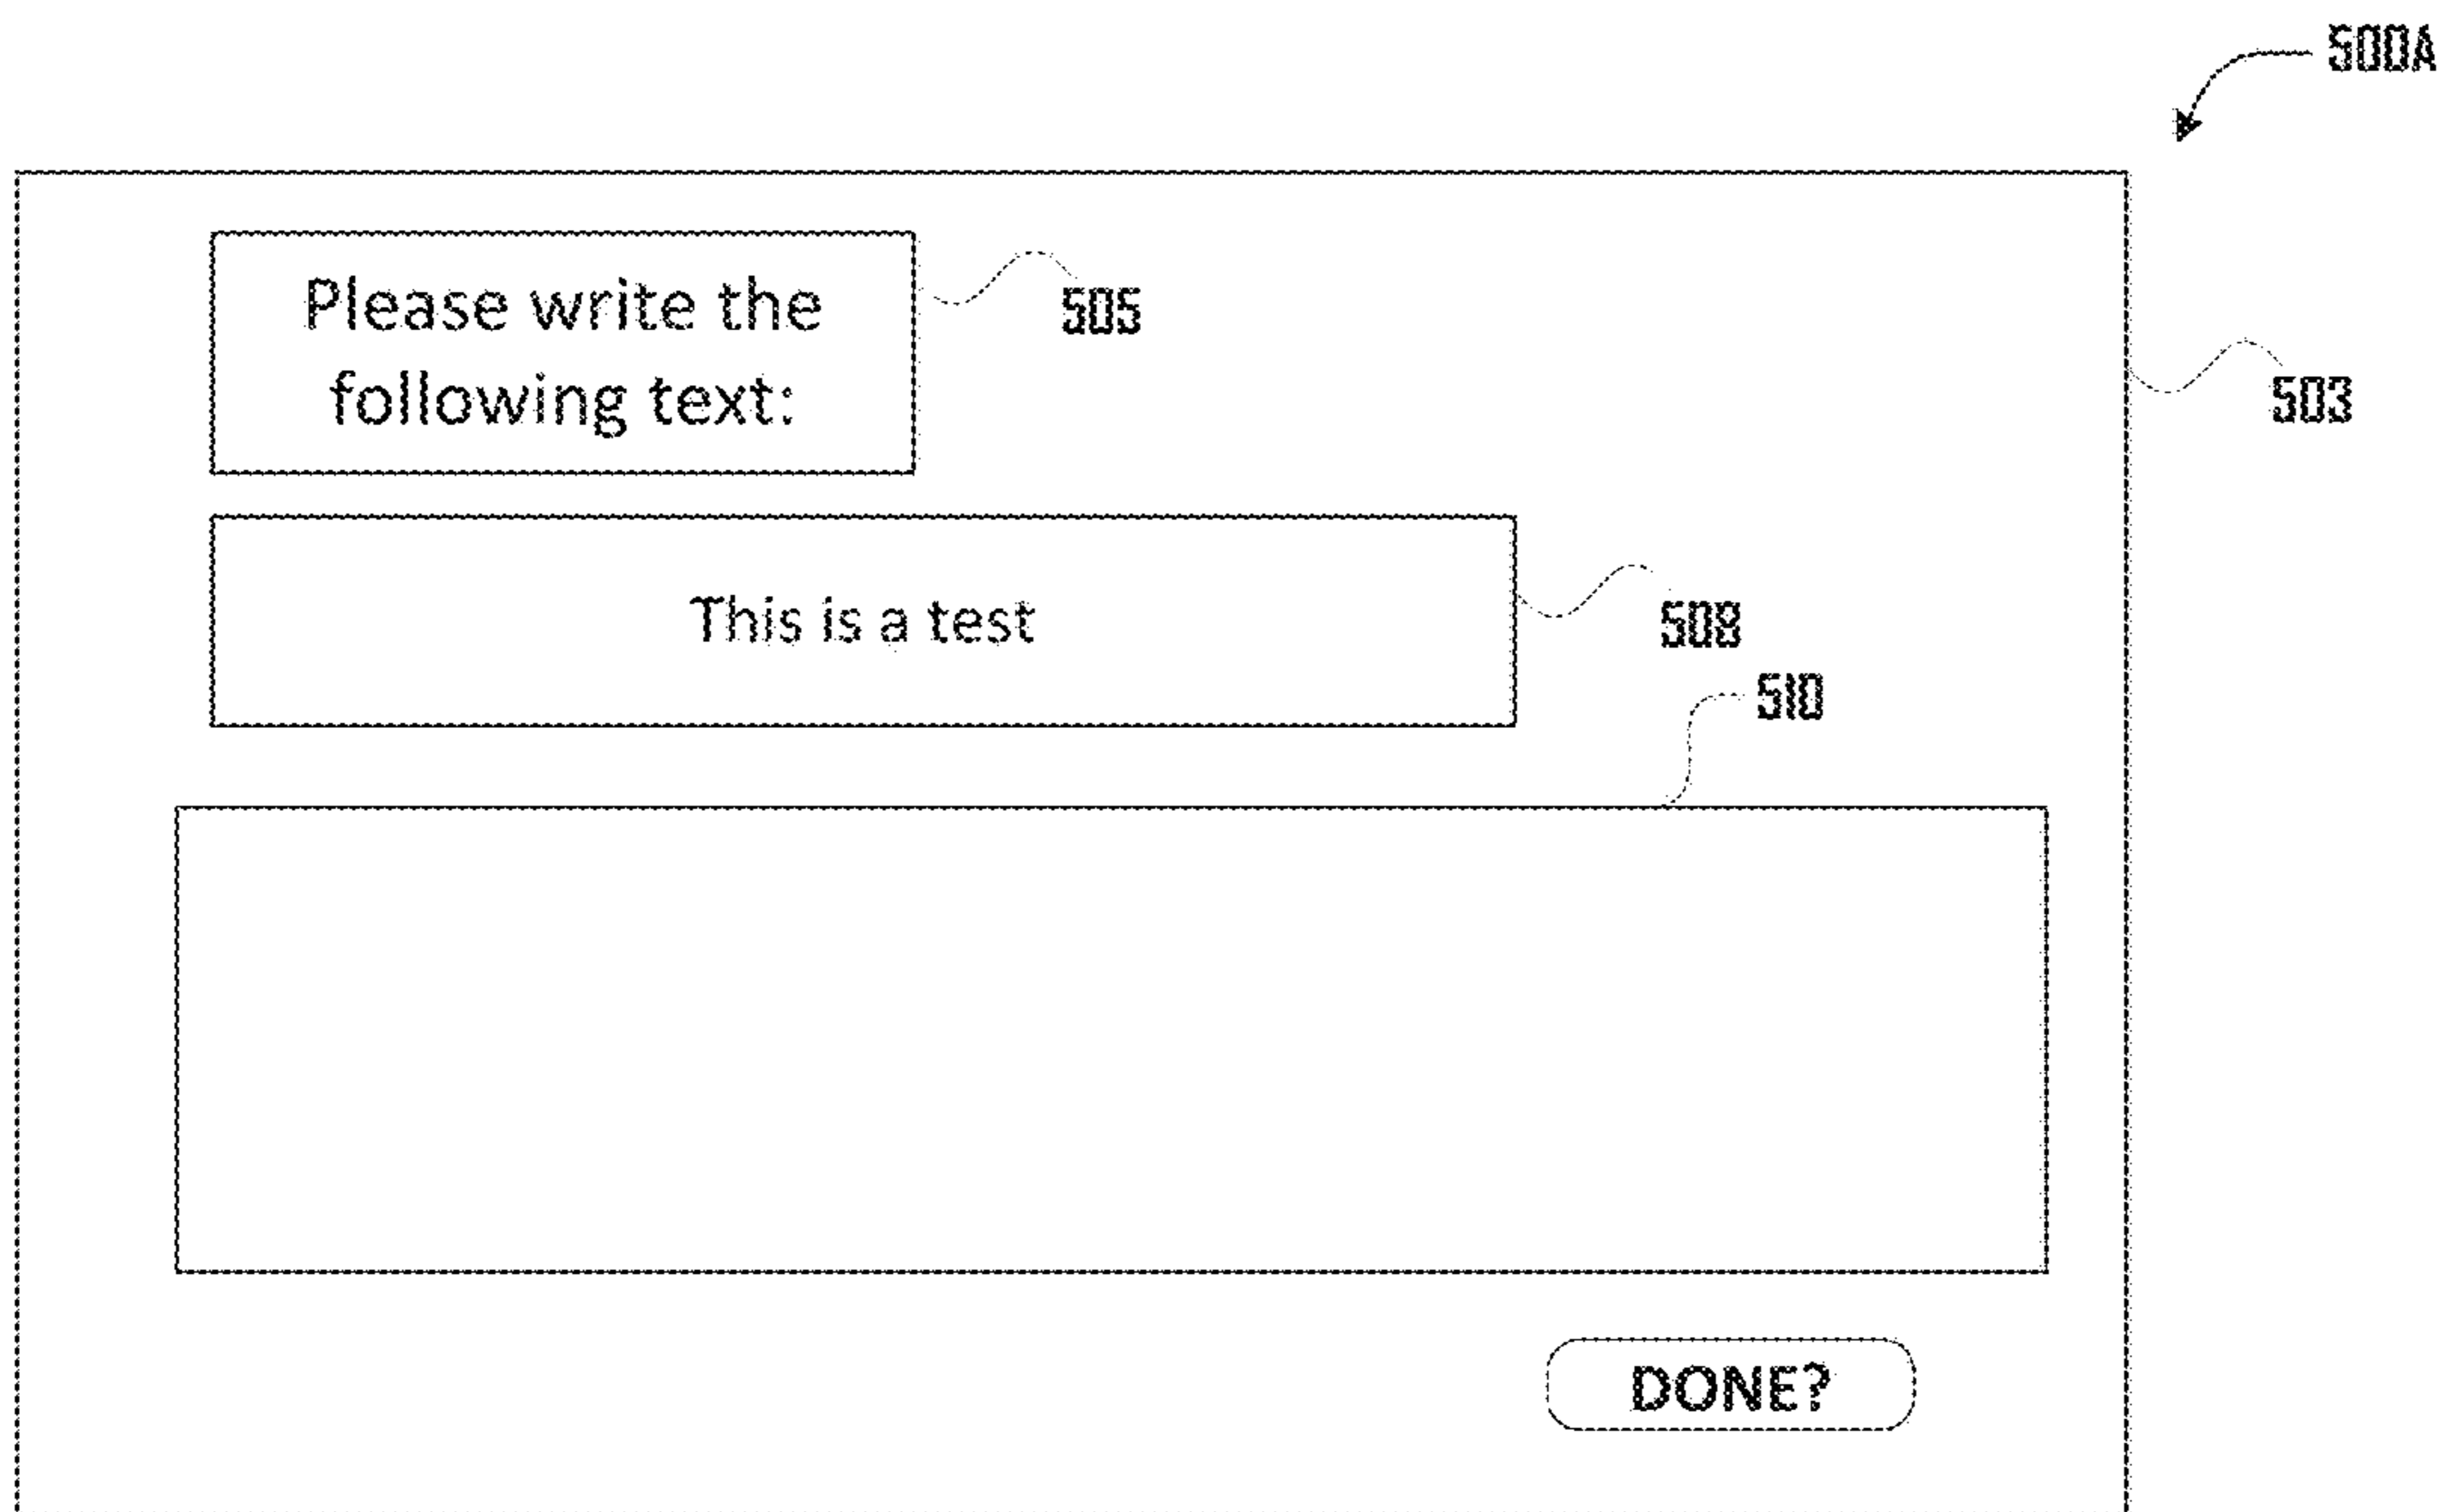 500A
Please write the
following text:
505
503
This is a test
508
510
DONE?